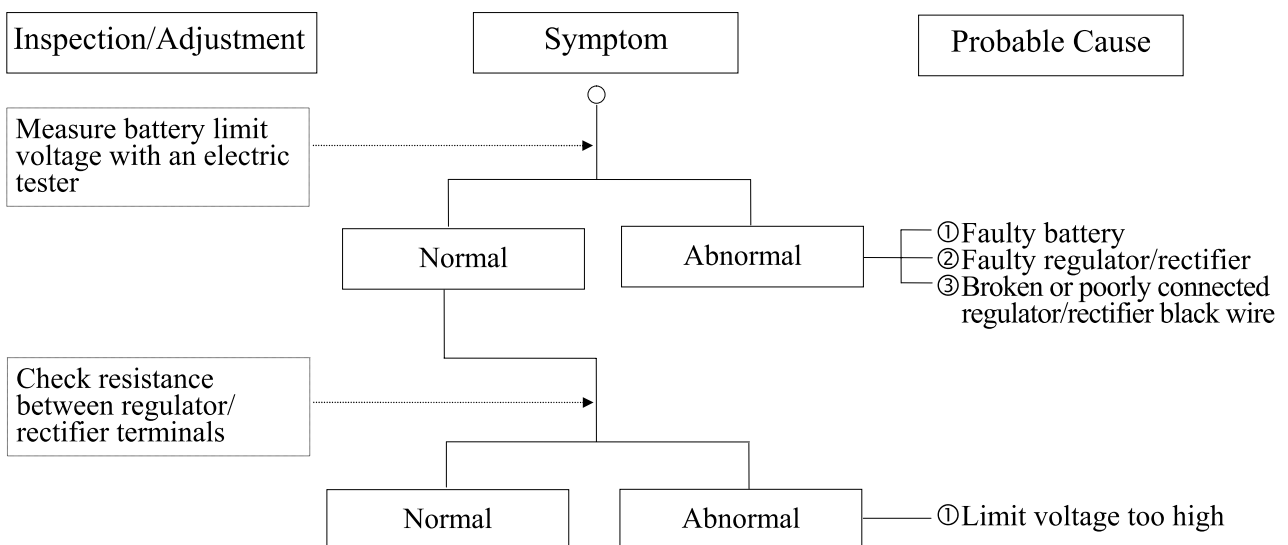 Inspection/Adjustment
Symptom
Probable Cause
Measure battery limit
voltage with an electric
tester
Normal
Abnormal
①Faulty battery
②Faulty regulator/rectifier
③Broken or poorly connected
regulator/rectifier black wire
Check resistance
between regulator/
rectifier terminals
Normal
Abnormal
①Limit voltage too high